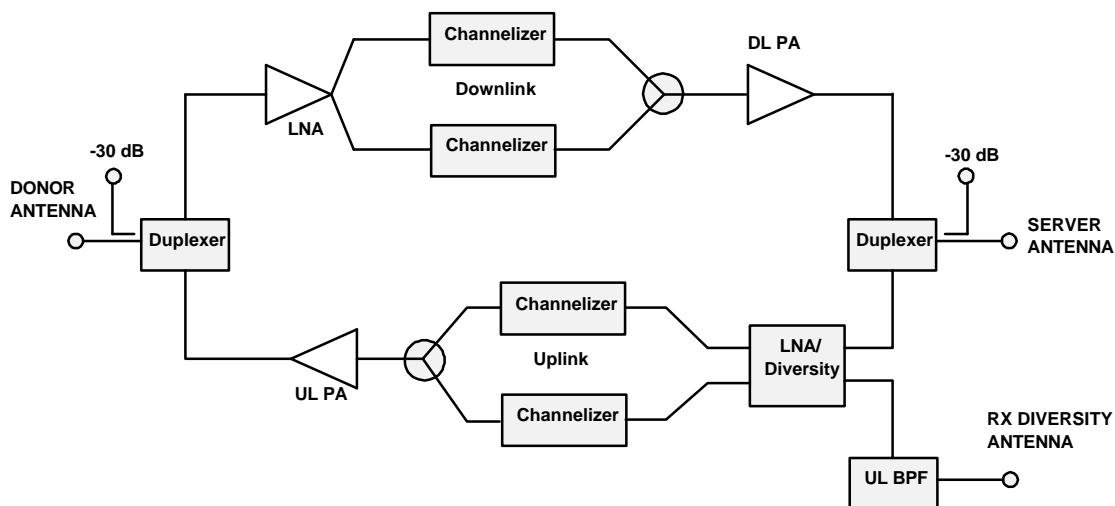 Channelizer
DL PA
Downlink
LNA
Channelizer
-30 dB
-30 dB
DONOR
ANTENNA
Duplexer
Duplexer
SERVER
ANTENNA
Channelizer
LNA/
Diversity
Uplink
UL PA
Channelizer
RX DIVERSITY
ANTENNA
UL BPF